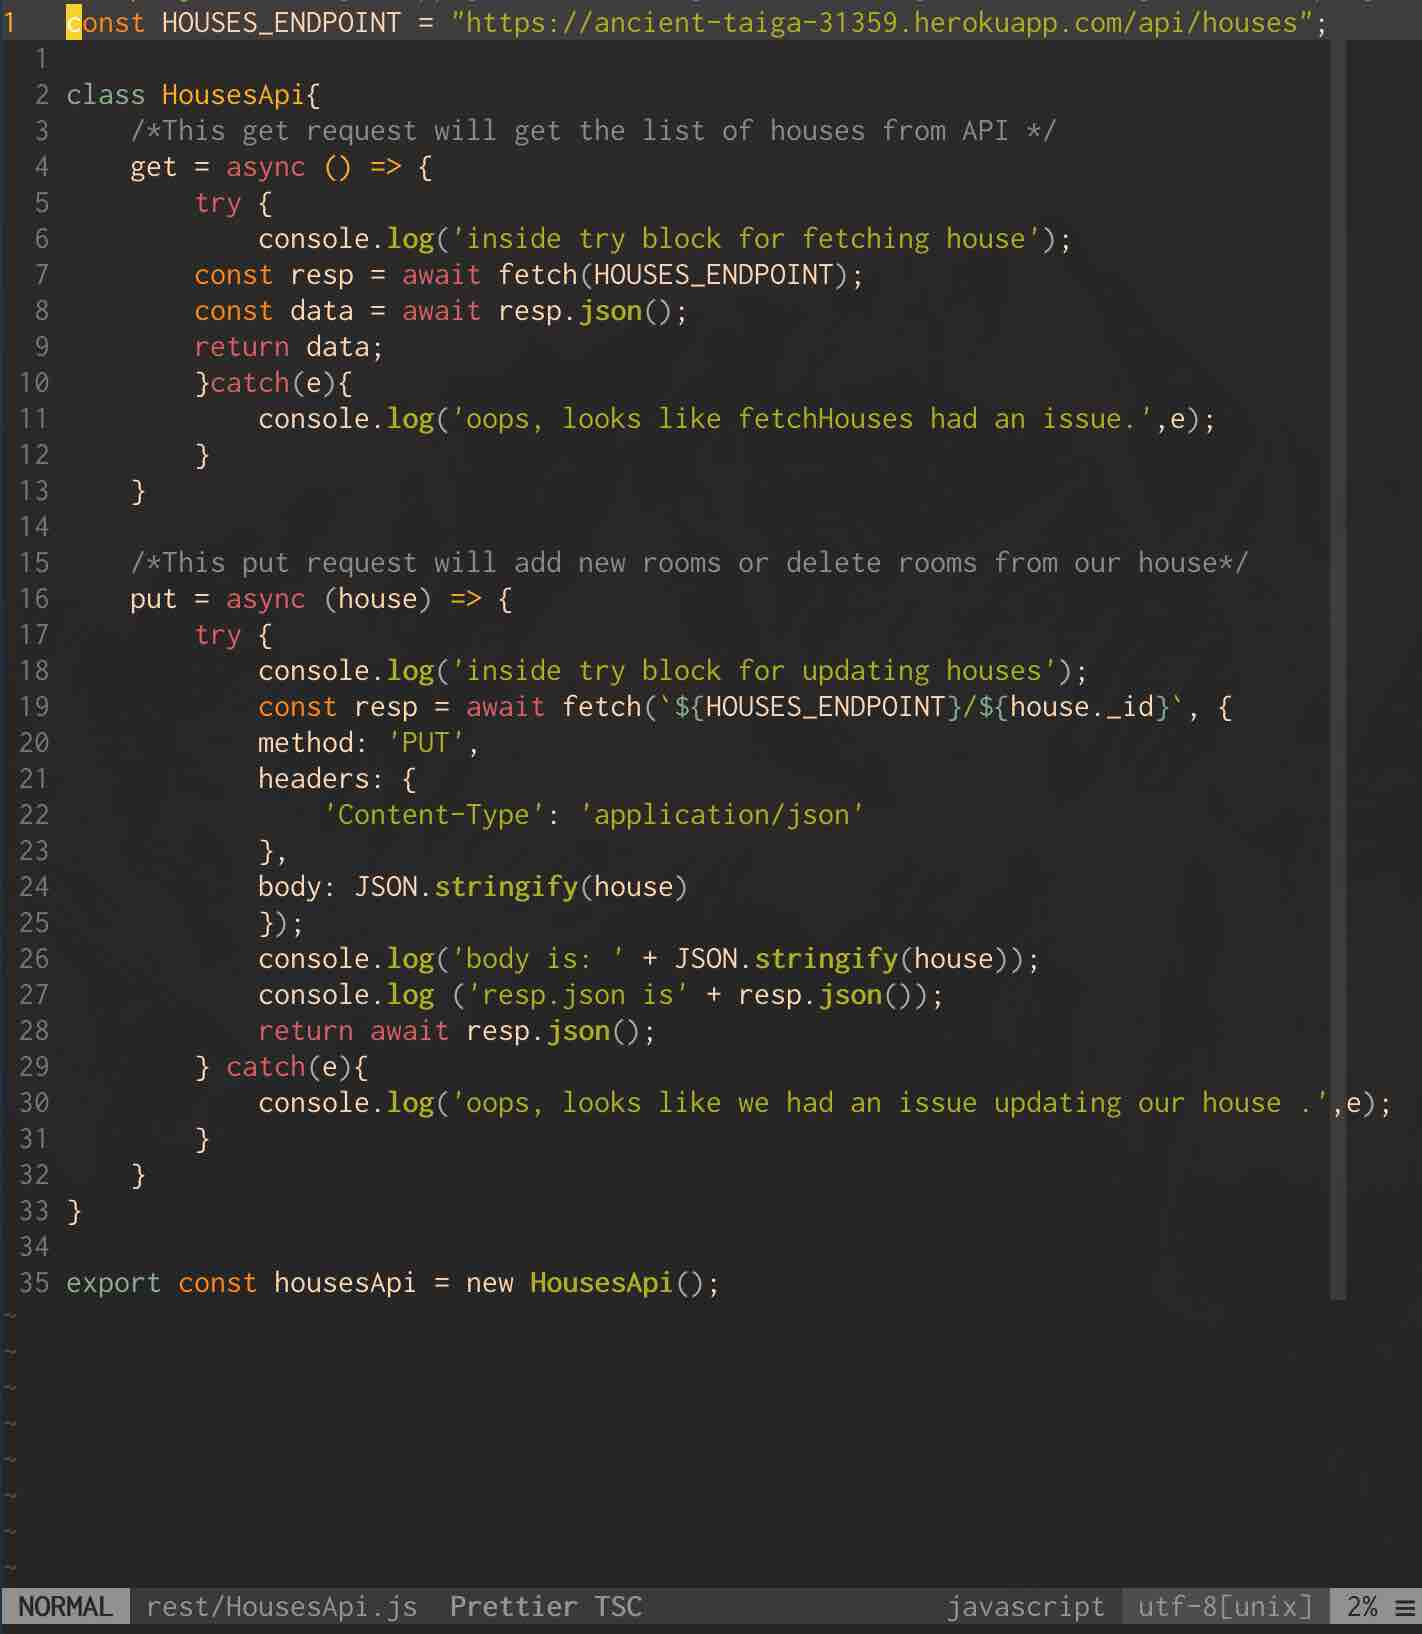 1 const HOUSES_ENDPOINT = "https://ancient-taiga-31359.herokuapp.com/api/houses";
1
2 class HousesApi{
3     /*This get request will get the list of houses from API */
4     get = async () => {
5         try {
6             console.log('inside try block for fetching house');
7         const resp = await fetch(HOUSES_ENDPOINT);
8         const data = await resp.json();
9         return data;
10         }catch(e){
11             console.log('oops, looks like fetchHouses had an issue.',e);
12         }
13     }
14
15     /*This put request will add new rooms or delete rooms from our house*/
16     put = async (house) => {
17         try {
18             console.log('inside try block for updating houses');
19             const resp = await fetch(`${HOUSES_ENDPOINT}/${house._id}`, {
20             method: 'PUT',
21             headers: {
22                 'Content-Type': 'application/json'
23             },
24             body: JSON.stringify(house)
25             });
26             console.log('body is: ' + JSON.stringify(house));
27             console.log ('resp.json is' + resp.json());
28             return await resp.json();
29         } catch(e){
30             console.log('oops, looks like we had an issue updating our house .',e);
31         }
32     }
33 }
34
35 export const housesApi = new HousesApi();
~
~
~
~
~
~
~
~
NORMAL rest/HousesApi.js Prettier TSC javascript utf-8[unix] 2% ☰